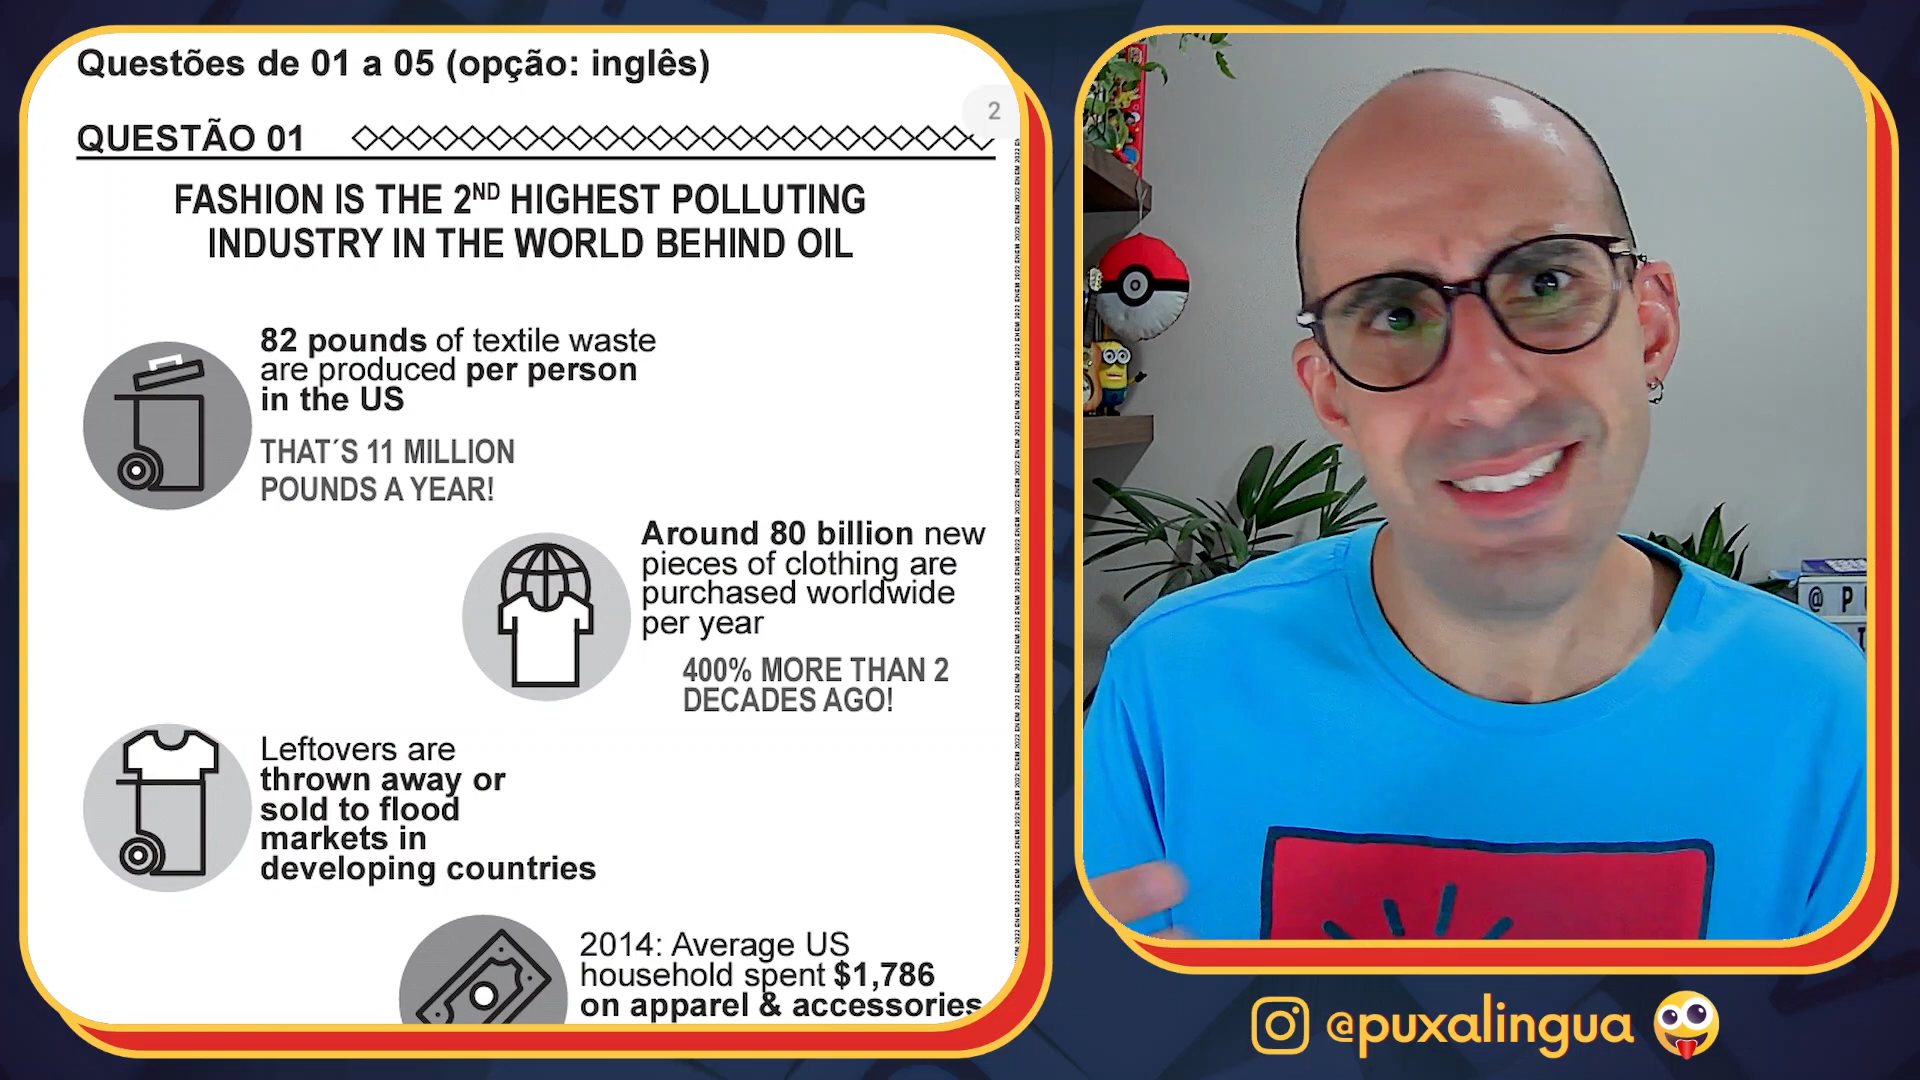 Questões de 01 a 05 (opção: inglês)
2
QUESTÃO 01
FASHION IS THE 2ND HIGHEST POLLUTING
INDUSTRY IN THE WORLD BEHIND OIL
82 pounds of textile waste
are produced per person
in the US
THAT´S 11 MILLION
POUNDS A YEAR!
Around 80 billion new
pieces of clothing are
purchased worldwide
per year
400% MORE THAN 2
DECADES AGO!
Leftovers are
thrown away or
sold to flood
markets in
developing countries
2014: Average US
household spent $1,786
on apparel & accessories
@ P
@puxalingua